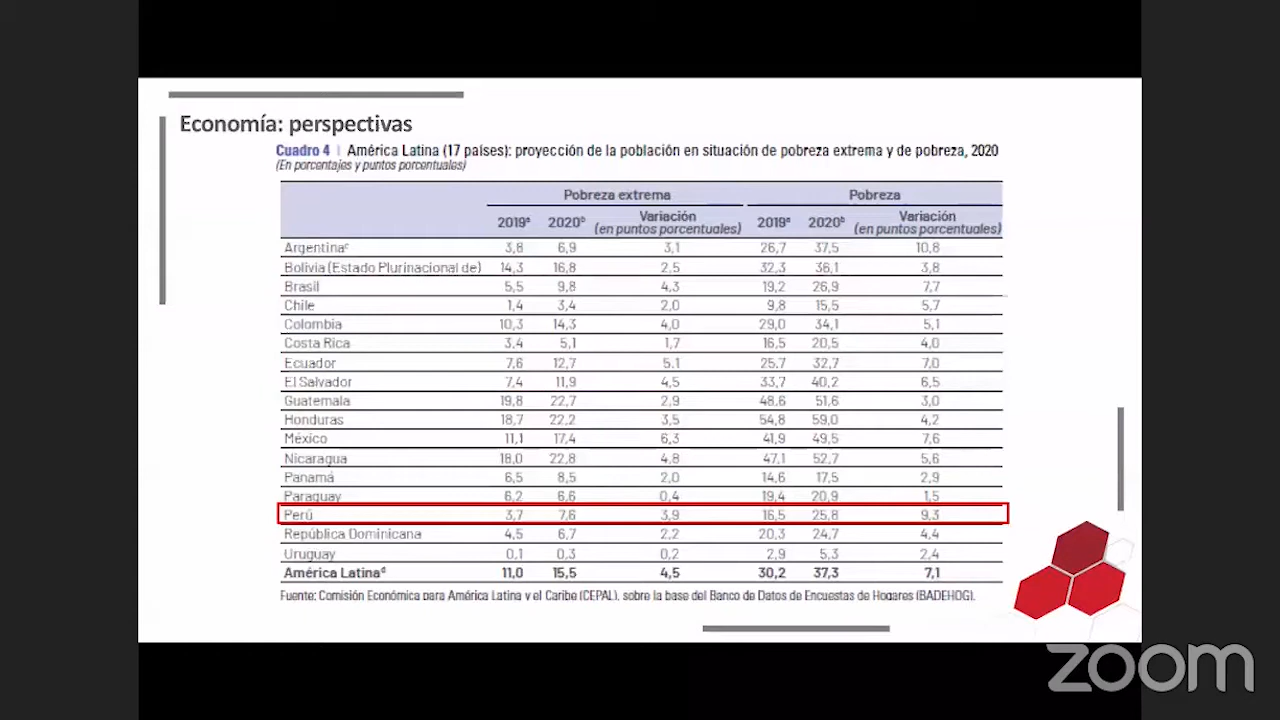 Economía: perspectivas
Cuadro 4 | América Latina (17 países): proyección de la población en situación de pobreza extrema y de pobreza, 2020
(En porcentajes y puntos porcentuales)
Pobreza extrema Pobreza
2019ᵃ 2020ᵇ Variación (en puntos porcentuales) 2019ᵃ 2020ᵇ Variación (en puntos porcentuales)
Argentinaᶜ 3,8 6,9 3,1 26,7 37,5 10,8
Bolivia (Estado Plurinacional de) 14,3 16,8 2,5 32,3 36,1 3,8
Brasil 5,5 9,8 4,3 19,2 26,9 7,7
Chile 1,4 3,4 2,0 9,8 15,5 5,7
Colombia 10,3 14,3 4,0 29,0 34,1 5,1
Costa Rica 3,4 5,1 1,7 16,5 20,5 4,0
Ecuador 7,6 12,7 5,1 25,7 32,7 7,0
El Salvador 7,4 11,9 4,5 33,7 40,2 6,5
Guatemala 19,8 22,7 2,9 48,6 51,6 3,0
Honduras 18,7 22,2 3,5 54,8 59,0 4,2
México 11,1 17,4 6,3 41,9 49,5 7,6
Nicaragua 18,0 22,8 4,8 47,1 52,7 5,6
Panamá 6,5 8,5 2,0 14,6 17,5 2,9
Paraguay 6,2 6,6 0,4 19,4 20,9 1,5
Perú 3,7 7,6 3,9 16,5 25,8 9,3
República Dominicana 4,5 6,7 2,2 20,3 24,7 4,4
Uruguay 0,1 0,3 0,2 2,9 5,3 2,4
América Latinaᵈ 11,0 15,5 4,5 30,2 37,3 7,1
Fuente: Comisión Económica para América Latina y el Caribe (CEPAL), sobre la base del Banco de Datos de Encuestas de Hogares (BADEHOG).
zoom